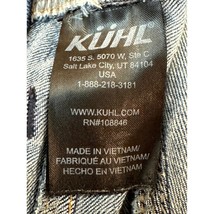 KÜHL
1635 S. 5070 W, Ste C
Salt Lake City, UT 84104
USA
1-888-218-3181
WWW.KUHL.COM
RN#108846
MADE IN VIETNAM/
FABRIQUÉ AU VIETNAM/
HECHO EN VIETNAM